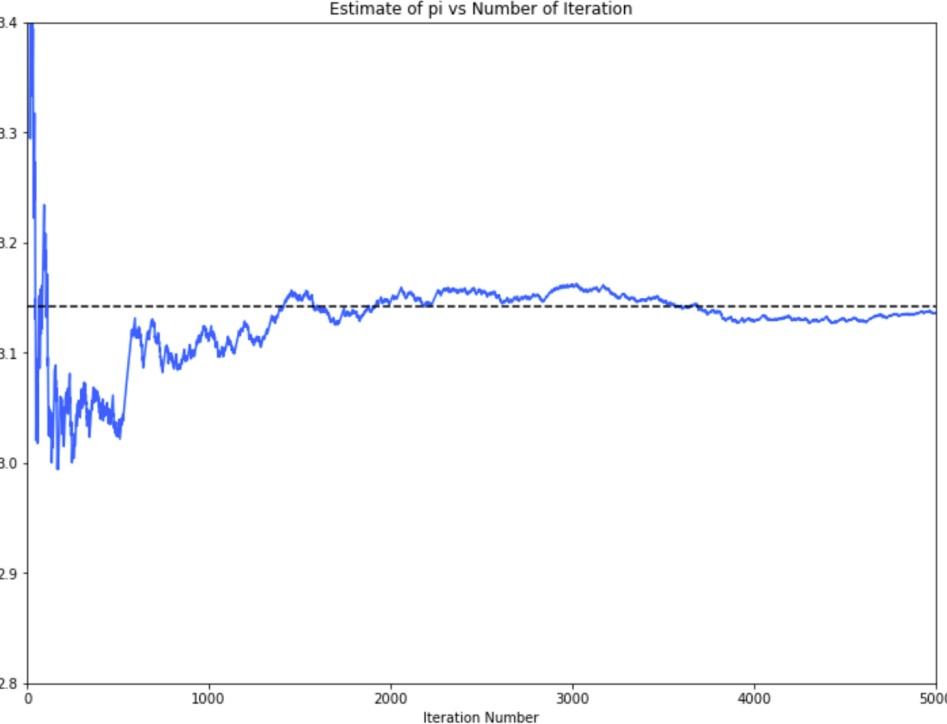 Estimate of pi vs Number of Iteration
3.4
3.3
3.2
3.1
3.0
2.9
2.8
0 1000 2000 3000 4000 5000
Iteration Number